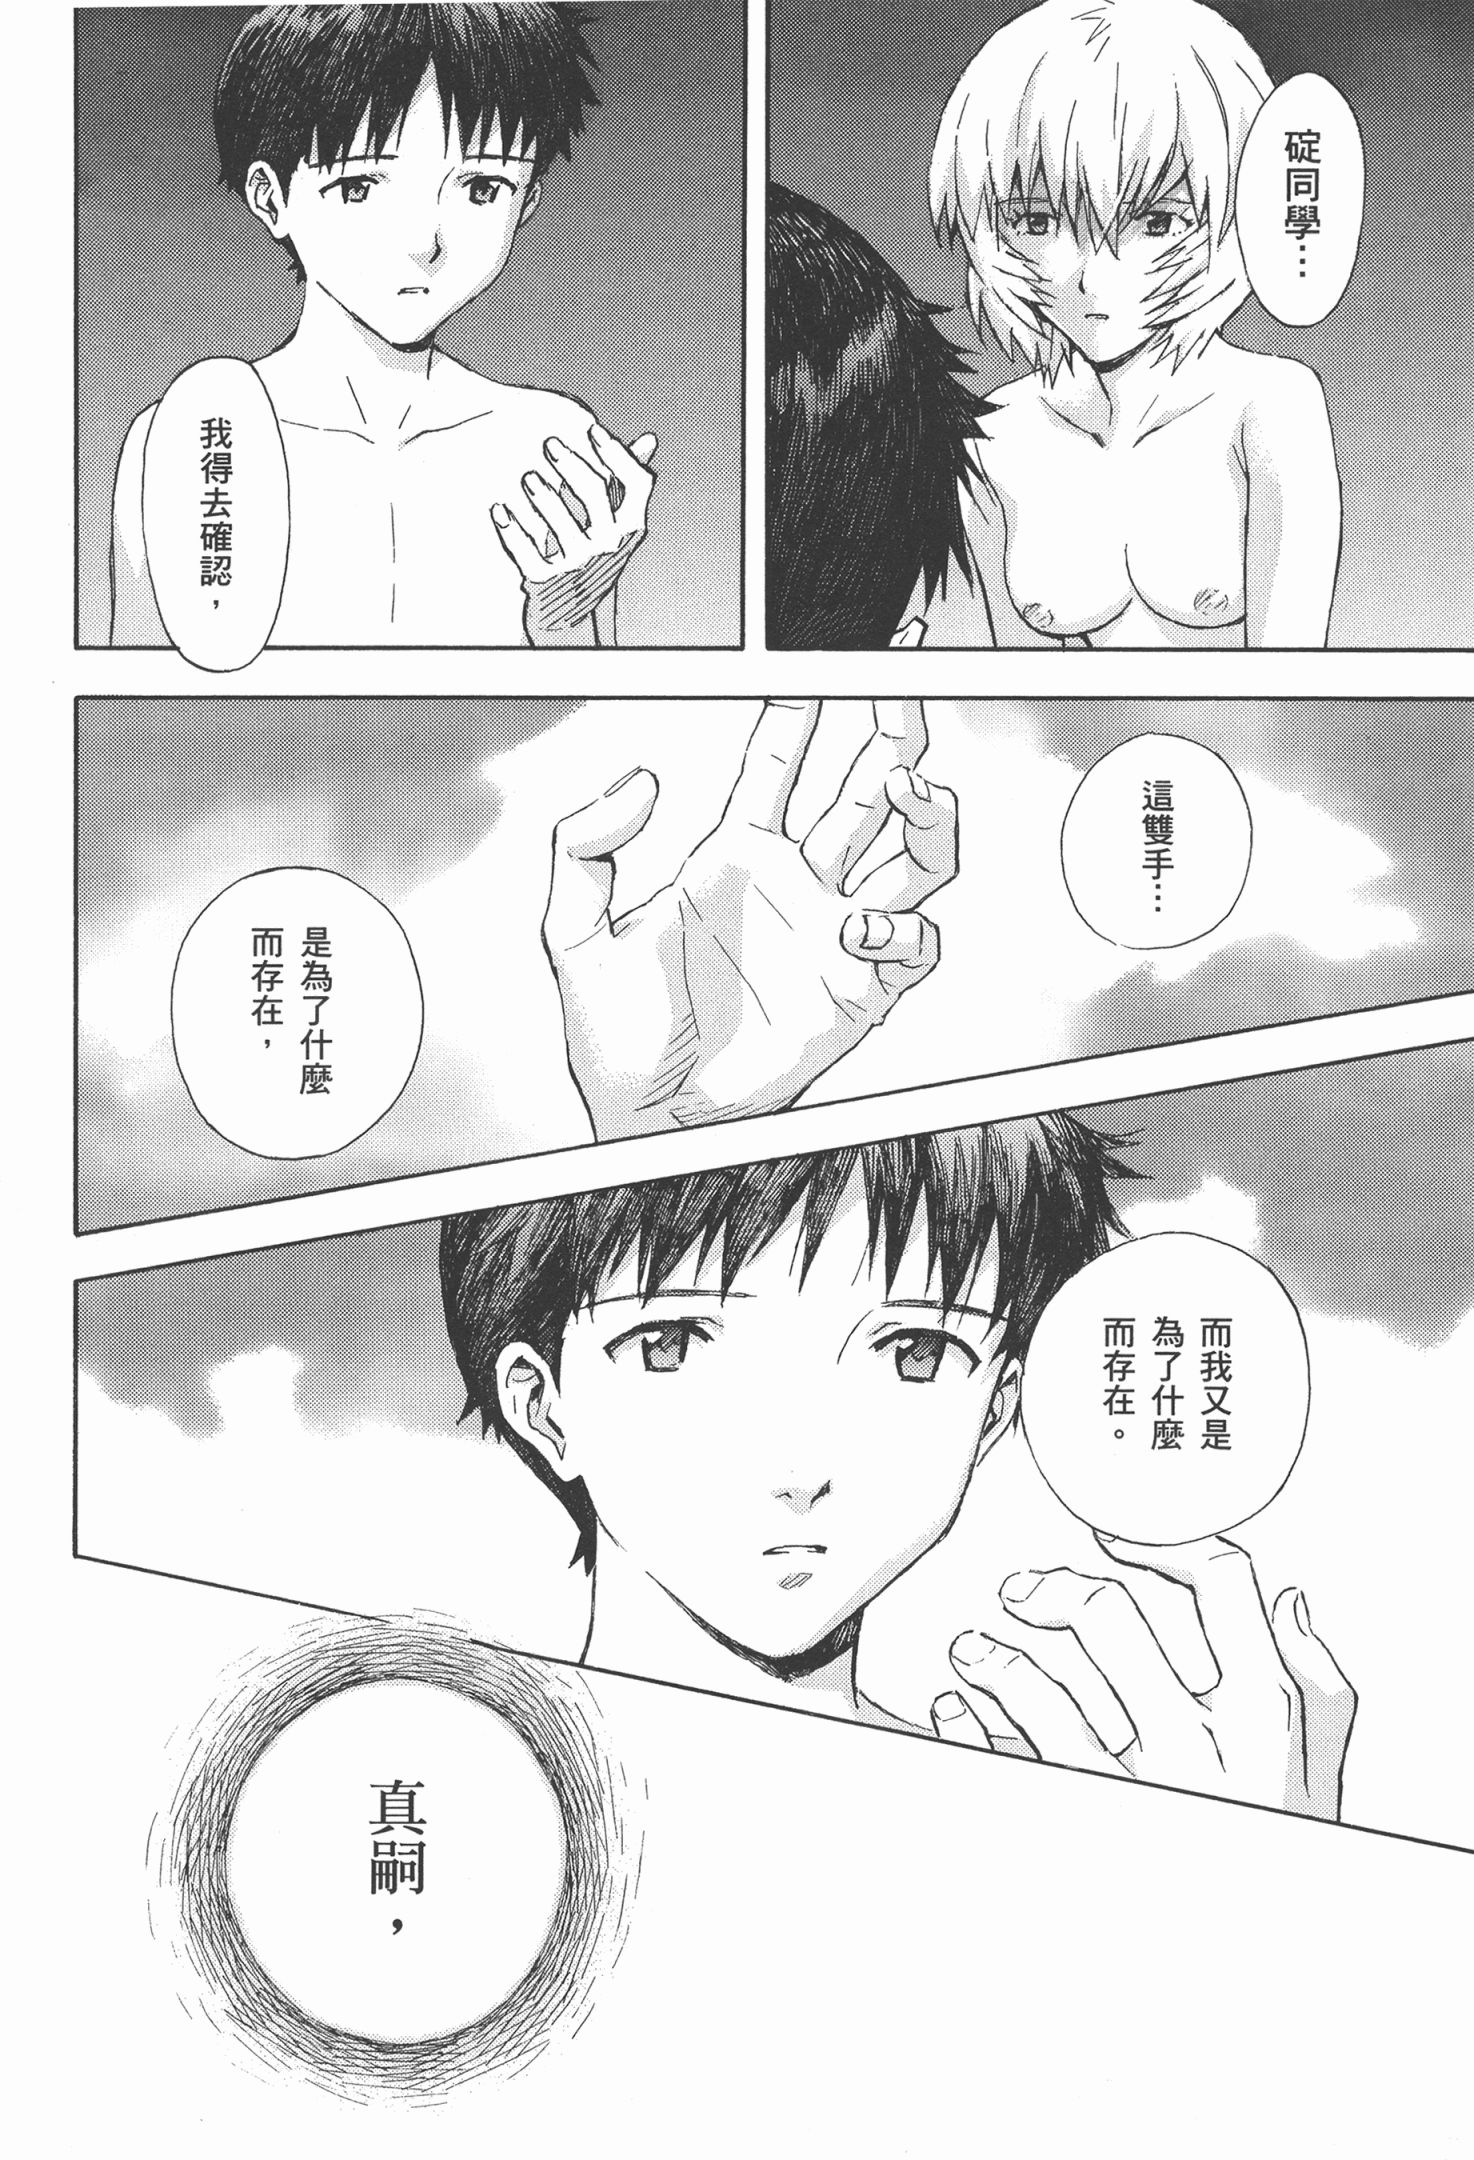 碇同學…
我得去確認，
這雙手…
是為了什麼
而存在，
而我又是
為了什麼
而存在。
真嗣，